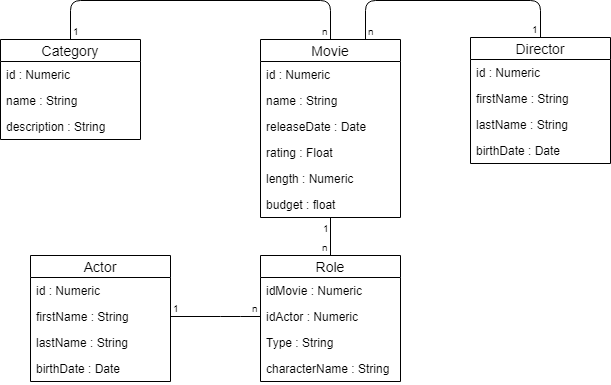 1
n
n
1
Category
id : Numeric
name : String
description : String
Movie
id : Numeric
name : String
releaseDate : Date
rating : Float
length : Numeric
budget : float
Director
id : Numeric
firstName : String
lastName : String
birthDate : Date
1
n
Actor
id : Numeric
firstName : String
lastName : String
birthDate : Date
1
n
Role
idMovie : Numeric
idActor : Numeric
Type : String
characterName : String